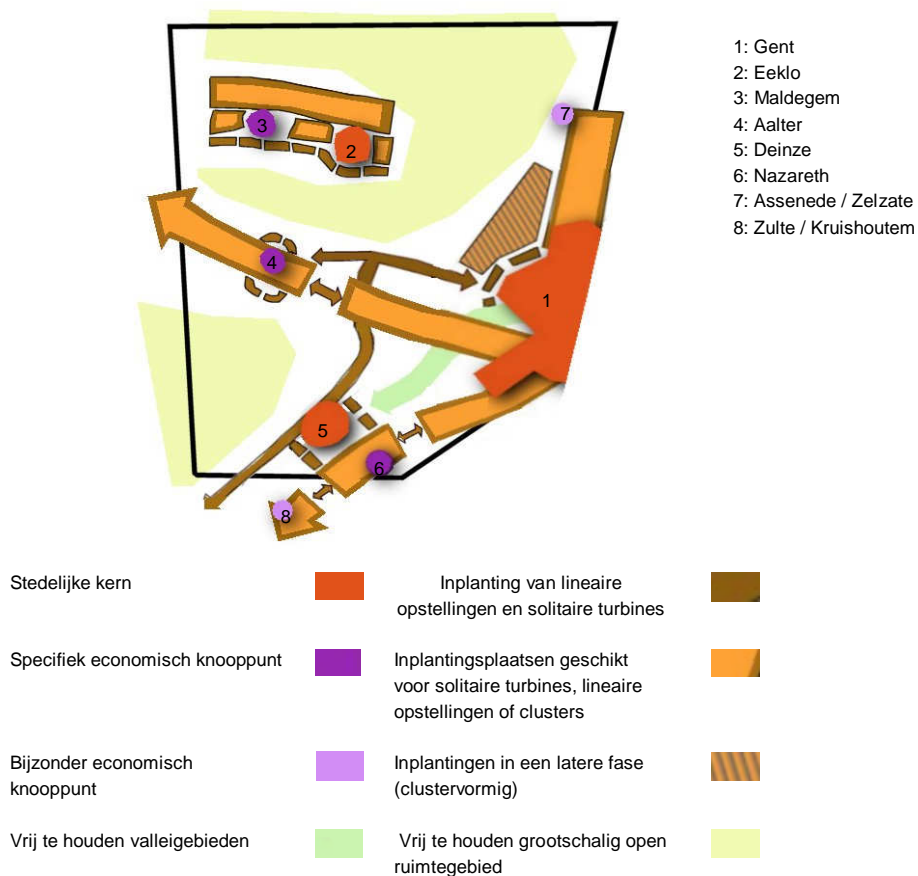 1: Gent
2: Eeklo
3: Maldegem
4: Aalter
5: Deinze
6: Nazareth
7: Assenede / Zelzate
8: Zulte / Kruishoutem
7
3
2
4
1
5
6
8
Stedelijke kern
Inplanting van lineaire
opstellingen en solitaire turbines
Specifiek economisch knooppunt
Inplantingsplaatsen geschikt
voor solitaire turbines, lineaire
opstellingen of clusters
Bijzonder economisch
knooppunt
Inplantingen in een latere fase
(clustervormig)
Vrij te houden valleigebieden
Vrij te houden grootschalig open
ruimtegebied